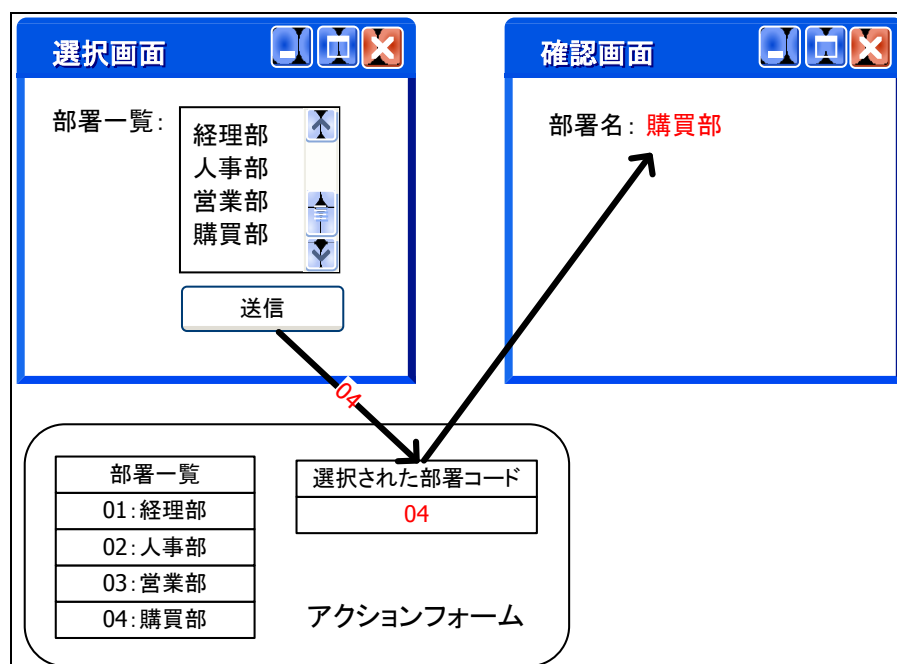 選択画面
部署一覧:
経理部
人事部
営業部
購買部
送信
確認画面
部署名: 購買部
04
部署一覧
01:経理部
02:人事部
03:営業部
04:購買部
選択された部署コード
04
アクションフォーム